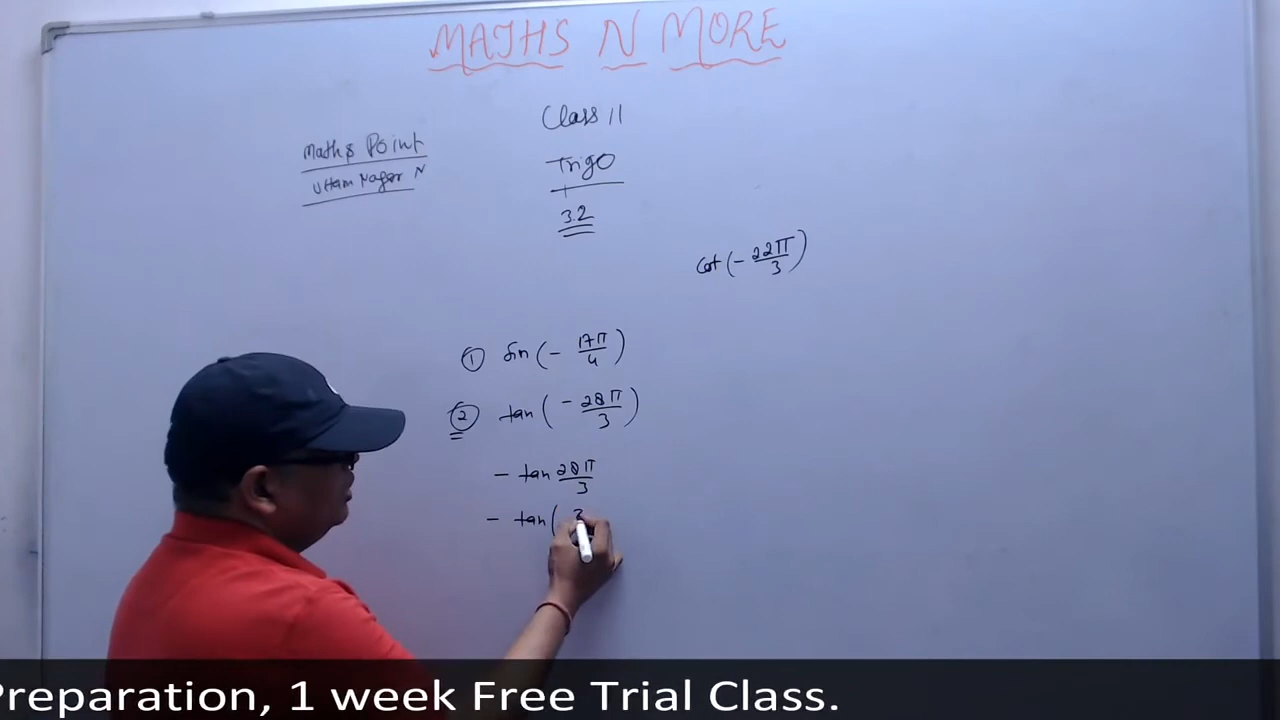 MATHS N MORE
Class 11
Maths Point
Uttam Nagar N
Trigo
3.2
cot(-22π/3)
① sin(-17π/4)
② tan(-28π/3)
- tan 28π/3
- tan(
Preparation, 1 week Free Trial Class.